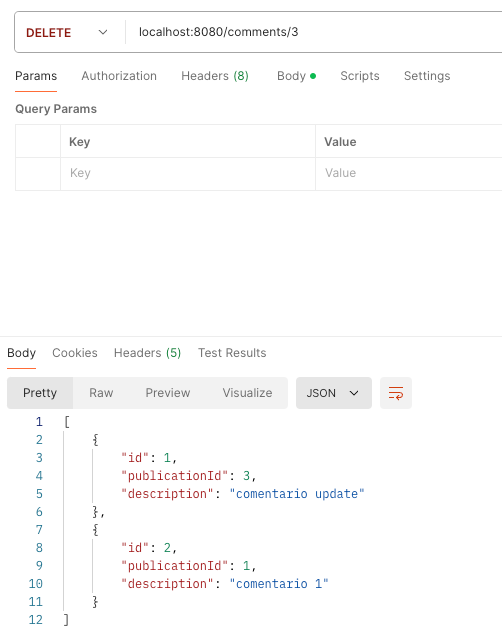 DELETE localhost:8080/comments/3
Params Authorization Headers (8) Body Scripts Settings
Query Params
Key Value
Key Value
Body Cookies Headers (5) Test Results
Pretty Raw Preview Visualize JSON
1 [
2 {
3 "id": 1,
4 "publicationId": 3,
5 "description": "comentario update"
6 },
7 {
8 "id": 2,
9 "publicationId": 1,
10 "description": "comentario 1"
11 }
12 ]